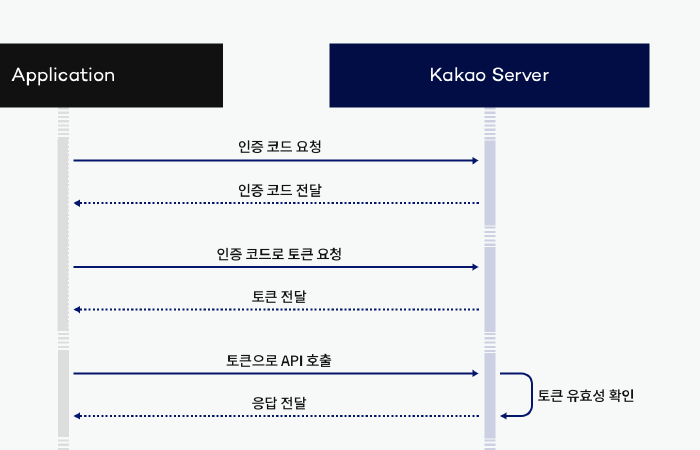 Application
Kakao Server
인증 코드 요청
인증 코드 전달
인증 코드로 토큰 요청
토큰 전달
토큰으로 API 호출
토큰 유효성 확인
응답 전달